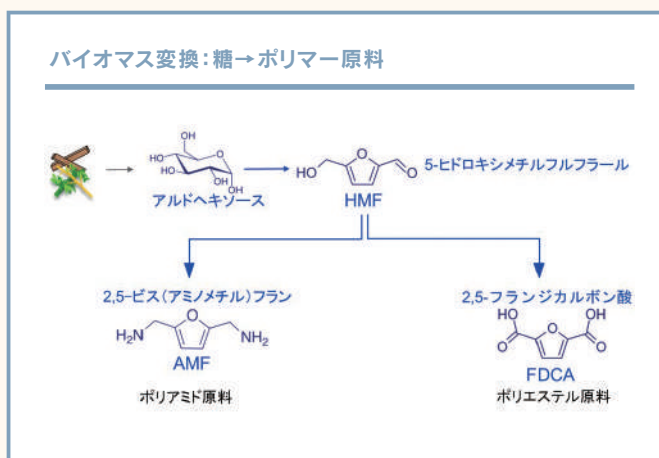 バイオマス変換:糖→ポリマー原料
OH
O
HO
HO
OH
OH
アルドヘキソース
HO
O
O
HMF
5-ヒドロキシメチルフルフラール
2,5-ビス(アミノメチル)フラン
O
H₂N
NH₂
AMF
ポリアミド原料
2,5-フランジカルボン酸
HO
OH
O
O
O
FDCA
ポリエステル原料